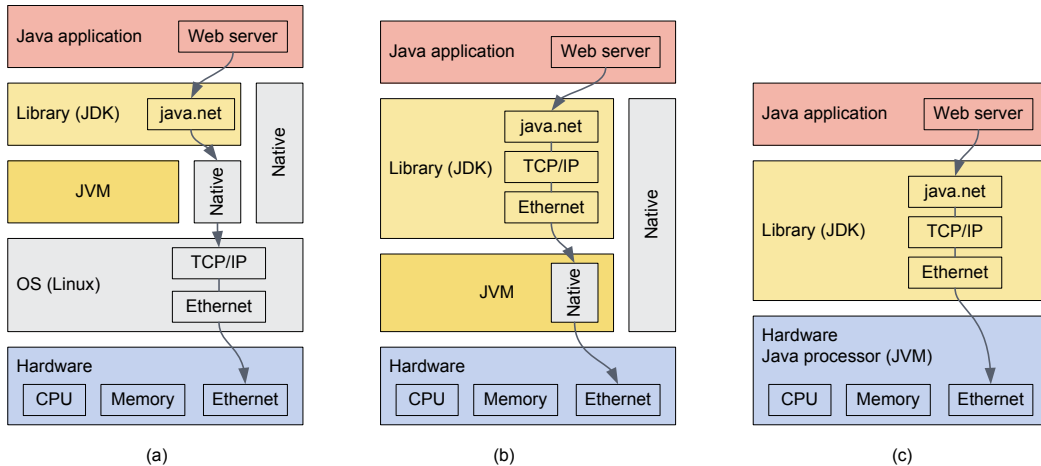 Java application
Web server
Library (JDK)
java.net
Native
JVM
Native
OS (Linux)
TCP/IP
Ethernet
Hardware
CPU
Memory
Ethernet
(a)
Java application
Web server
Library (JDK)
java.net
TCP/IP
Ethernet
Native
JVM
Native
Hardware
CPU
Memory
Ethernet
(b)
Java application
Web server
Library (JDK)
java.net
TCP/IP
Ethernet
Hardware
Java processor (JVM)
CPU
Memory
Ethernet
(c)